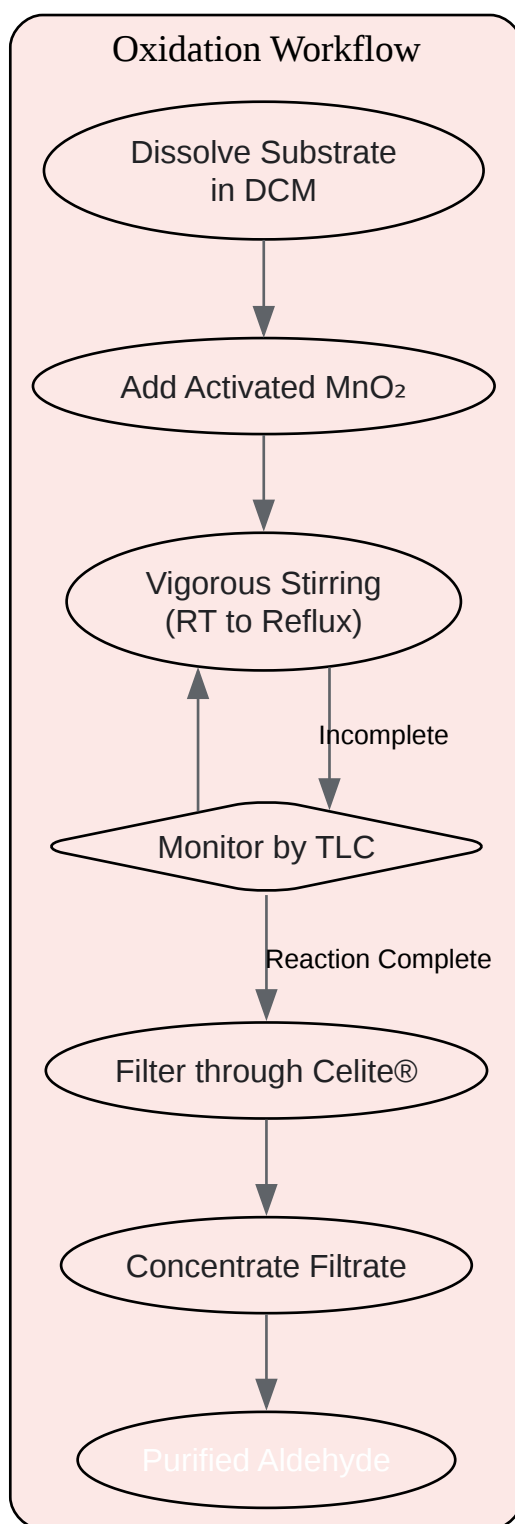 Oxidation Workflow
Dissolve Substrate
in DCM
Add Activated MnO₂
Vigorous Stirring
(RT to Reflux)
Incomplete
Monitor by TLC
Reaction Complete
Filter through Celite®
Concentrate Filtrate
Purified Aldehyde